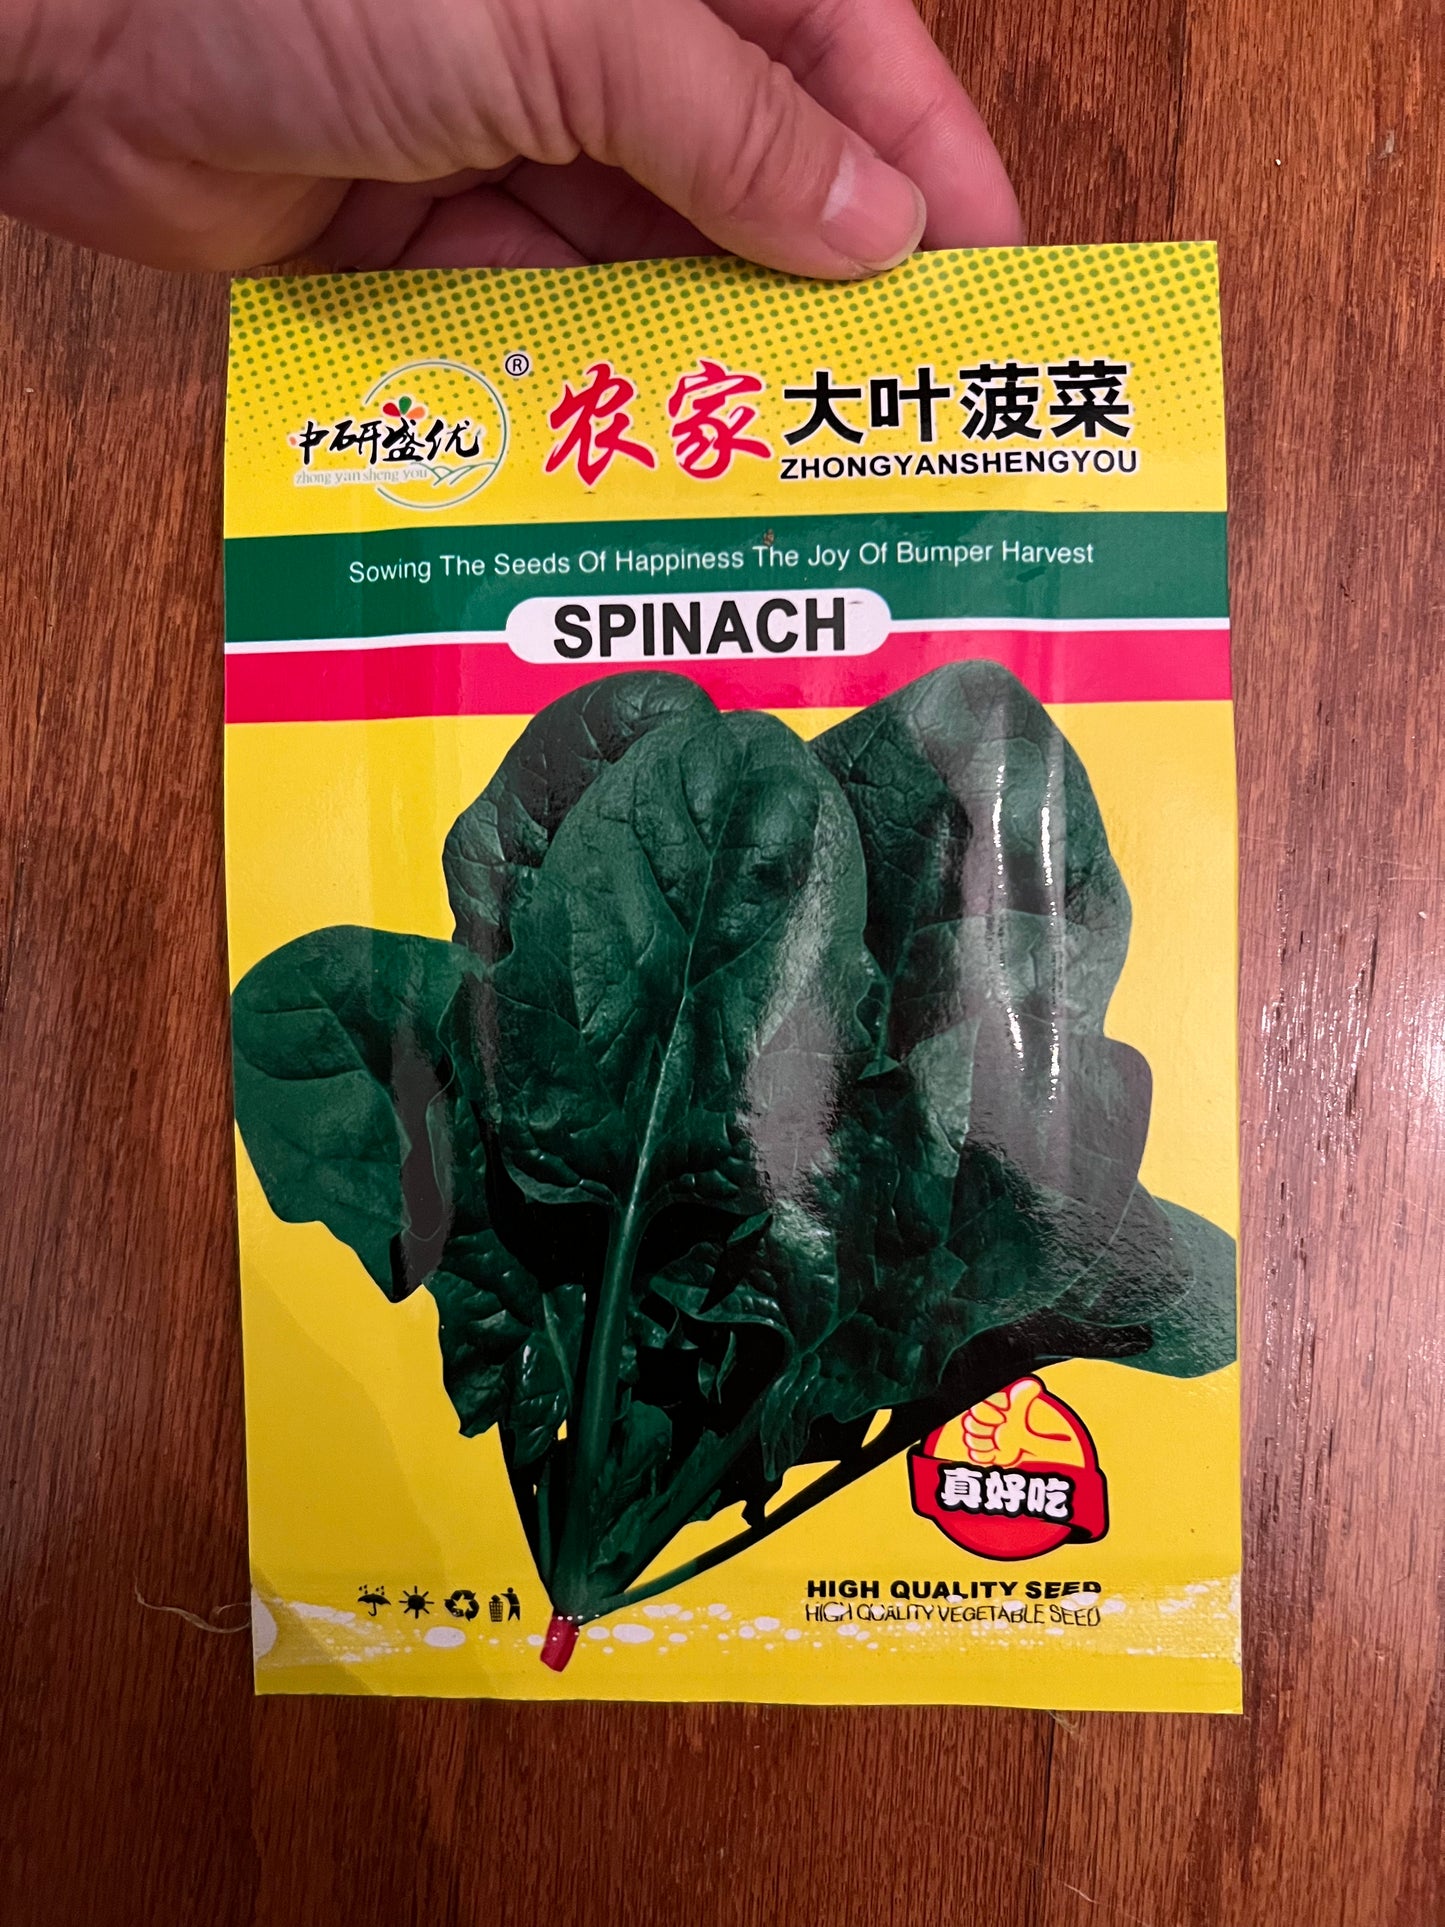 ®
中研盛优
zhong yan sheng you
农家大叶菠菜
ZHONGYANSHENGYOU
Sowing The Seeds Of Happiness The Joy Of Bumper Harvest
SPINACH
真好吃
HIGH QUALITY SEED
HIGH QUALITY VEGETABLE SEED